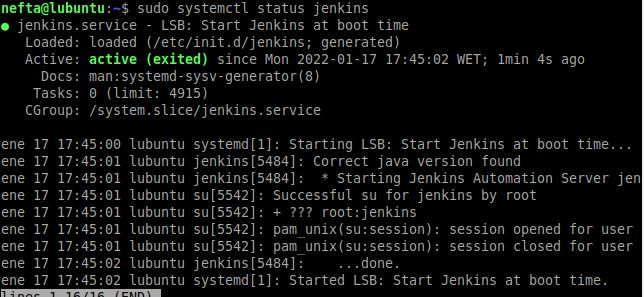 nefta@lubuntu:~$ sudo systemctl status jenkins
● jenkins.service - LSB: Start Jenkins at boot time
Loaded: loaded (/etc/init.d/jenkins; generated)
Active: active (exited) since Mon 2022-01-17 17:45:02 WET; 1min 4s ago
Docs: man:systemd-sysv-generator(8)
Tasks: 0 (limit: 4915)
CGroup: /system.slice/jenkins.service
ene 17 17:45:00 lubuntu systemd[1]: Starting LSB: Start Jenkins at boot time...
ene 17 17:45:01 lubuntu jenkins[5484]: Correct java version found
ene 17 17:45:01 lubuntu jenkins[5484]:  * Starting Jenkins Automation Server jen
ene 17 17:45:01 lubuntu su[5542]: Successful su for jenkins by root
ene 17 17:45:01 lubuntu su[5542]: + ??? root:jenkins
ene 17 17:45:01 lubuntu su[5542]: pam_unix(su:session): session opened for user
ene 17 17:45:01 lubuntu su[5542]: pam_unix(su:session): session closed for user
ene 17 17:45:02 lubuntu jenkins[5484]:    ...done.
ene 17 17:45:02 lubuntu systemd[1]: Started LSB: Start Jenkins at boot time.
lines 1-16/16 (END)